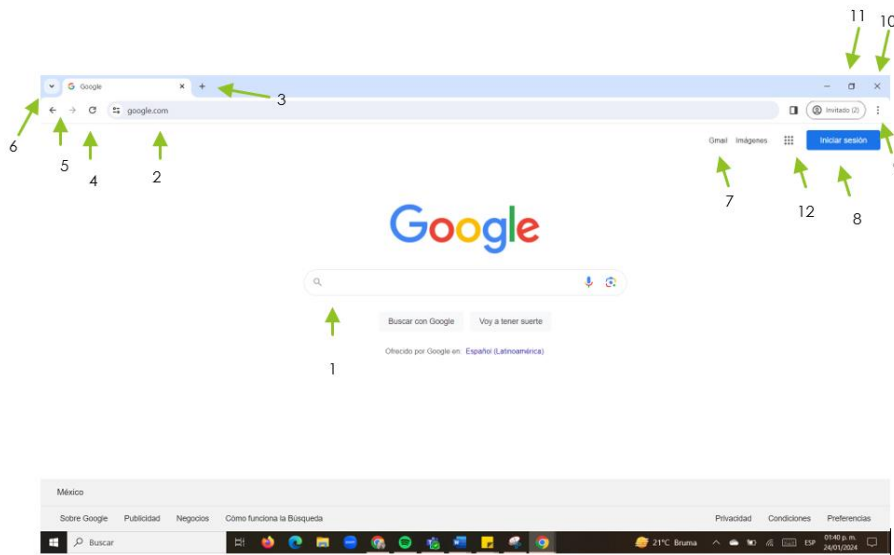 11 10
Google
3
google.com Invitado (2)
6
5 4 2
Gmail Imágenes Iniciar sesión
7 12 8
Google
Buscar con Google Voy a tener suerte
Ofrecido por Google en: Español (Latinoamérica)
1
México
Sobre Google Publicidad Negocios Cómo funciona la Búsqueda Privacidad Condiciones Preferencias
Buscar 21°C Bruma ESP 01:40 p. m.
24/01/2024